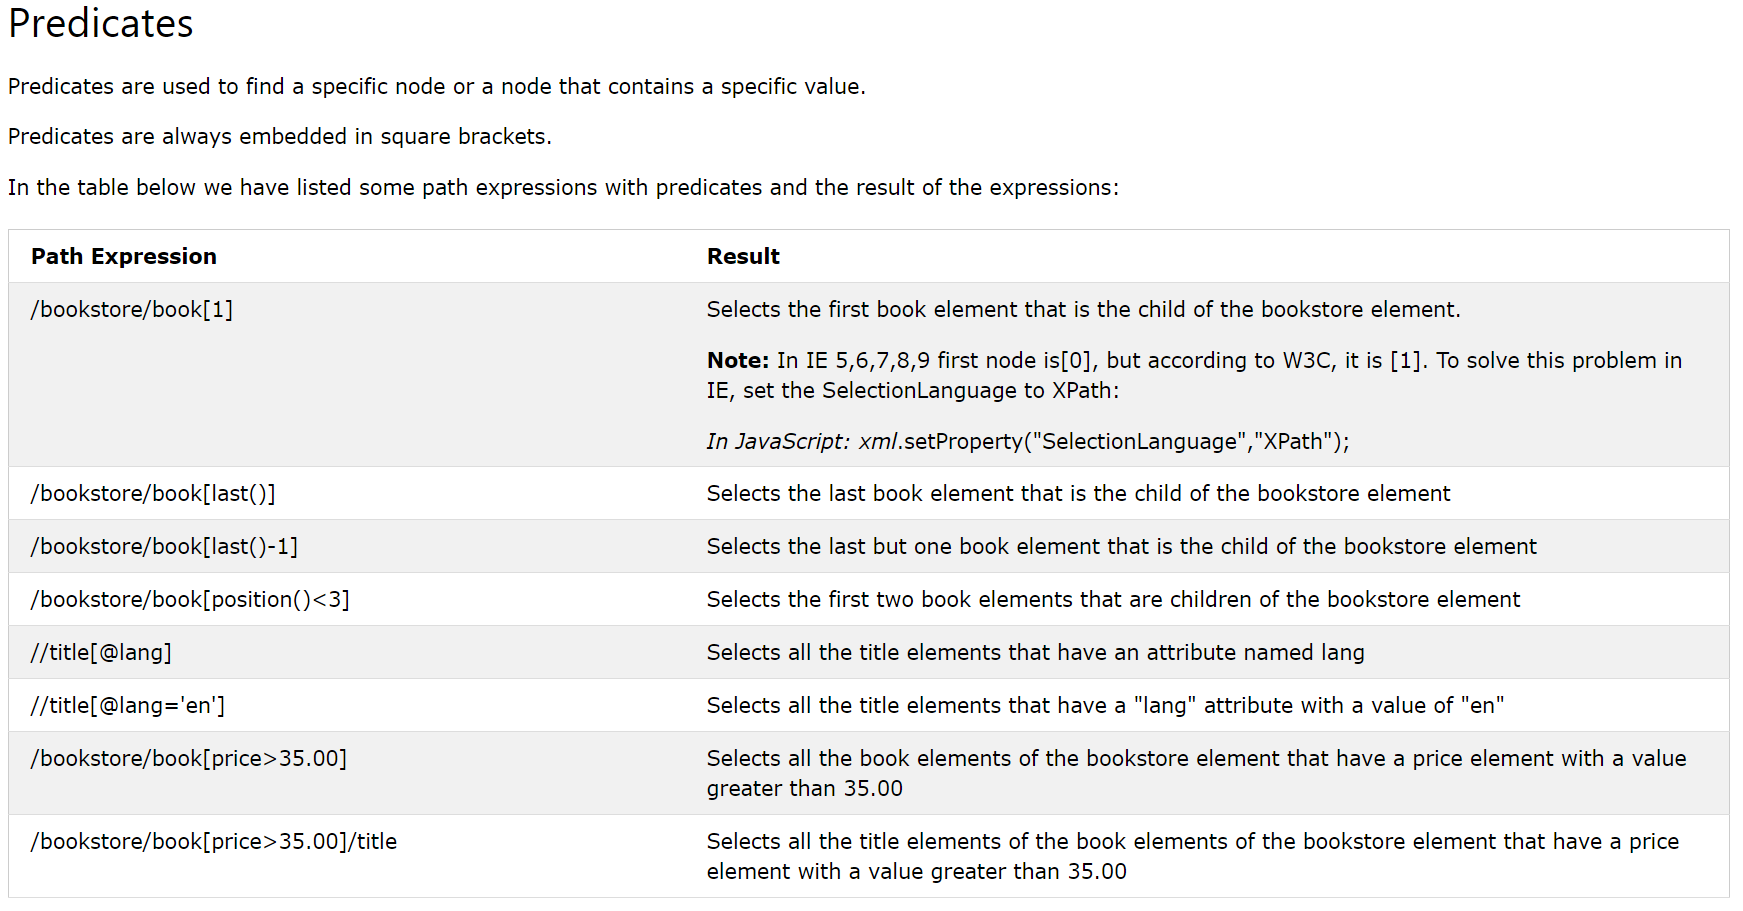 Predicates
Predicates are used to find a specific node or a node that contains a specific value.
Predicates are always embedded in square brackets.
In the table below we have listed some path expressions with predicates and the result of the expressions:
Path Expression Result
/bookstore/book[1] Selects the first book element that is the child of the bookstore element.
Note: In IE 5,6,7,8,9 first node is[0], but according to W3C, it is [1]. To solve this problem in
IE, set the SelectionLanguage to XPath:
In JavaScript: xml.setProperty("SelectionLanguage","XPath");
/bookstore/book[last()] Selects the last book element that is the child of the bookstore element
/bookstore/book[last()-1] Selects the last but one book element that is the child of the bookstore element
/bookstore/book[position()<3] Selects the first two book elements that are children of the bookstore element
//title[@lang] Selects all the title elements that have an attribute named lang
//title[@lang='en'] Selects all the title elements that have a "lang" attribute with a value of "en"
/bookstore/book[price>35.00] Selects all the book elements of the bookstore element that have a price element with a value
greater than 35.00
/bookstore/book[price>35.00]/title Selects all the title elements of the book elements of the bookstore element that have a price
element with a value greater than 35.00